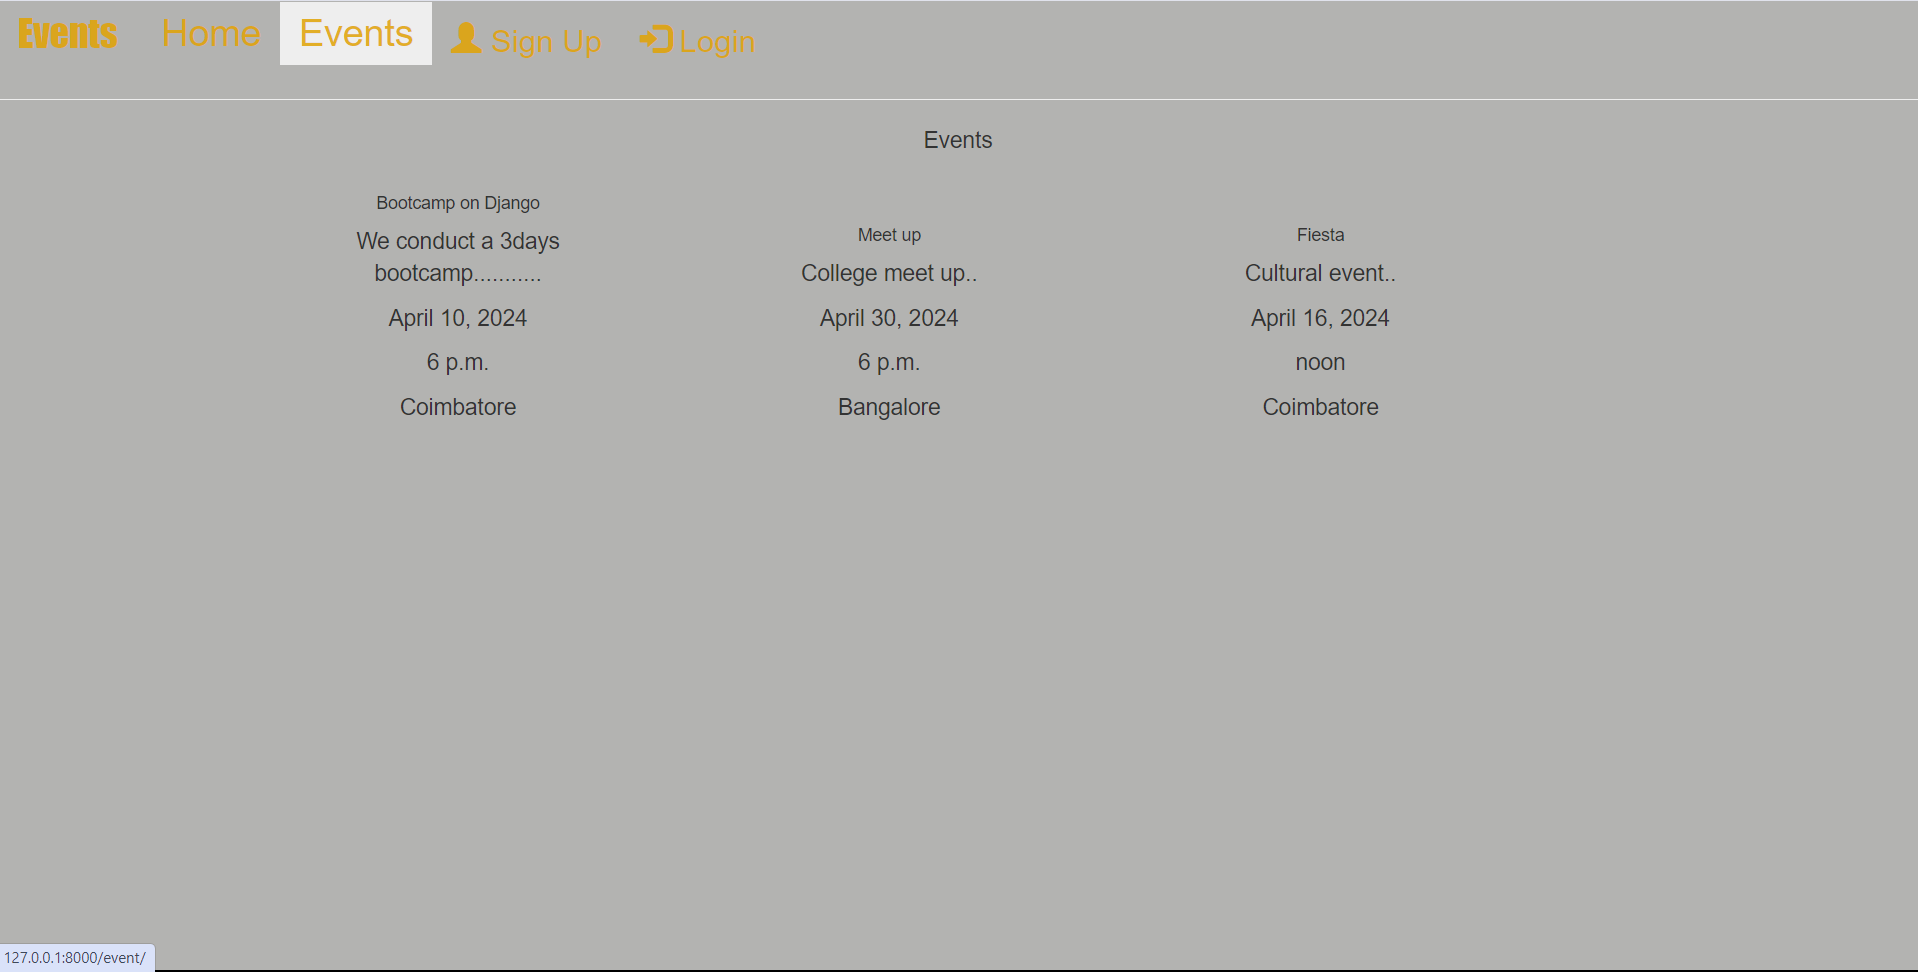 Events Home Events Sign Up Login
Events
Bootcamp on Django
We conduct a 3days
bootcamp...........
April 10, 2024
6 p.m.
Coimbatore
Meet up
College meet up..
April 30, 2024
6 p.m.
Bangalore
Fiesta
Cultural event..
April 16, 2024
noon
Coimbatore
127.0.0.1:8000/event/